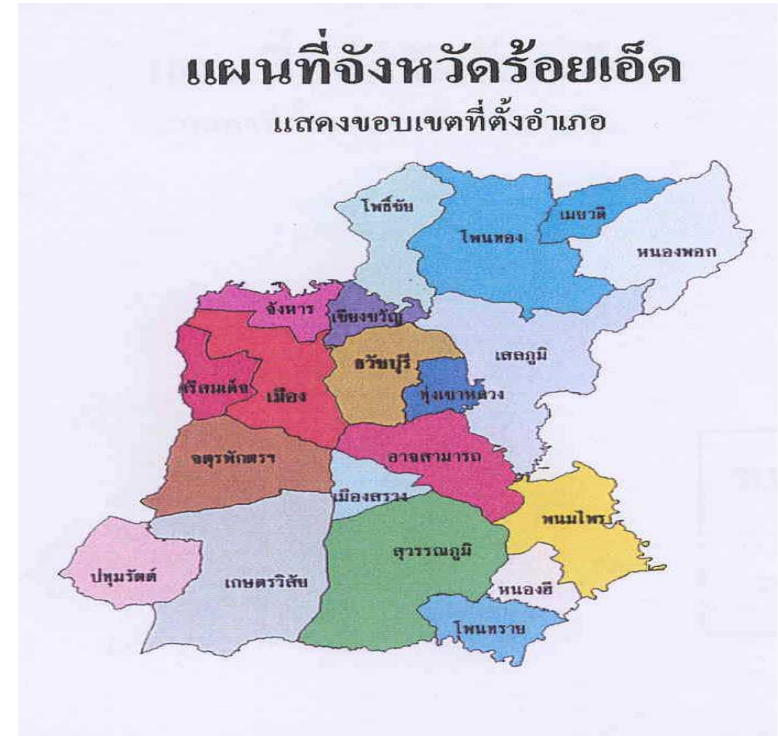 แผนที่จังหวัดร้อยเอ็ด
แสดงขอบเขตที่ตั้งอำเภอ
โพธิ์ชัย
โพนทอง
เมยวดี
หนองพอก
จังหาร
เชียงขวัญ
ธวัชบุรี
เสลภูมิ
ศรีสมเด็จ
เมือง
ทุ่งเขาหลวง
จตุรพักตรฯ
อาจสามารถ
เมืองสรวง
พนมไพร
สุวรรณภูมิ
ปทุมรัตต์
เกษตรวิสัย
หนองฮี
โพนทราย